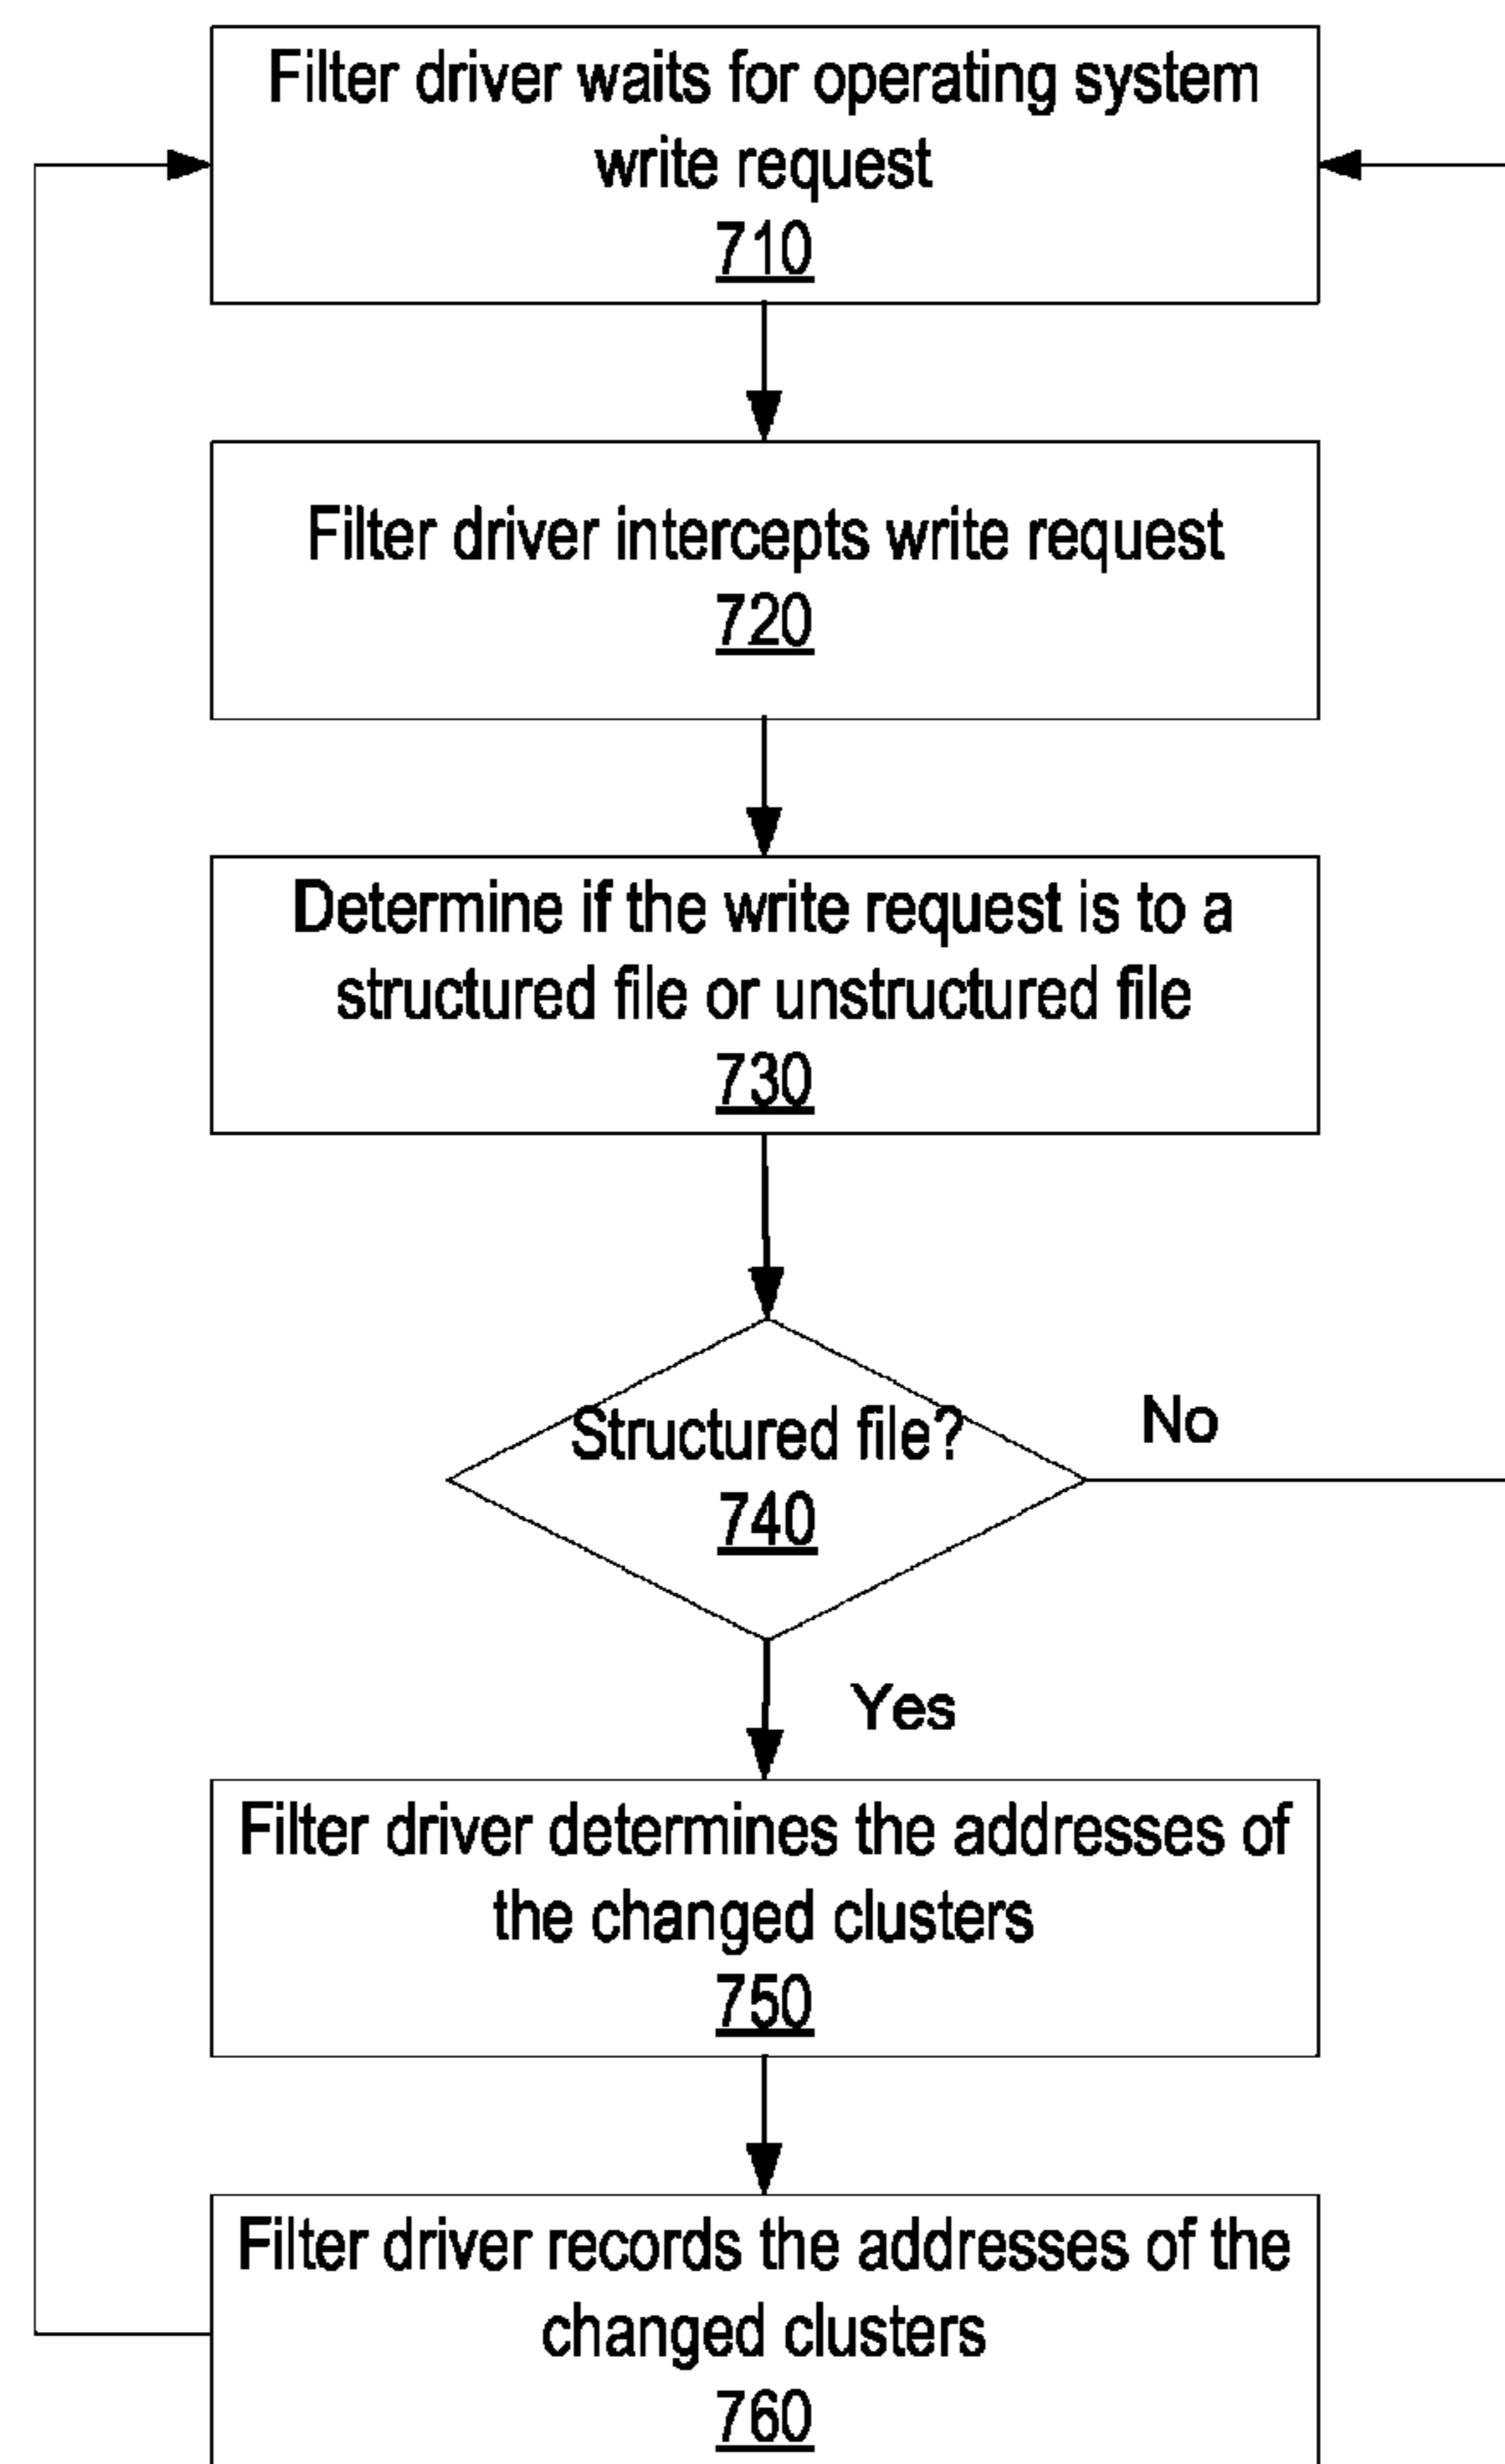 Filter driver waits for operating system
write request
710
Filter driver intercepts write request
720
Determine if the write request is to a
structured file or unstructured file
730
Structured file?
740
No
Yes
Filter driver determines the addresses of
the changed clusters
750
Filter driver records the addresses of the
changed clusters
760